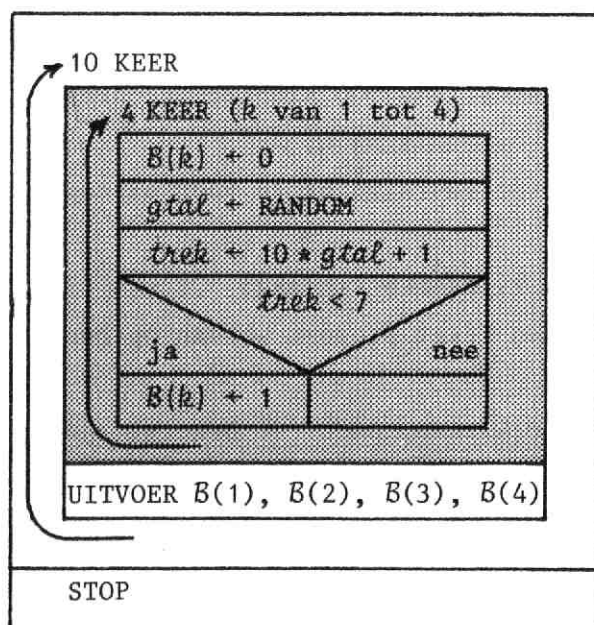 10 KEER
4 KEER (k van 1 tot 4)
B(k) ← 0
gtal ← RANDOM
trek ← 10 * gtal + 1
trek < 7
ja nee
B(k) ← 1
UITVOER B(1), B(2), B(3), B(4)
STOP